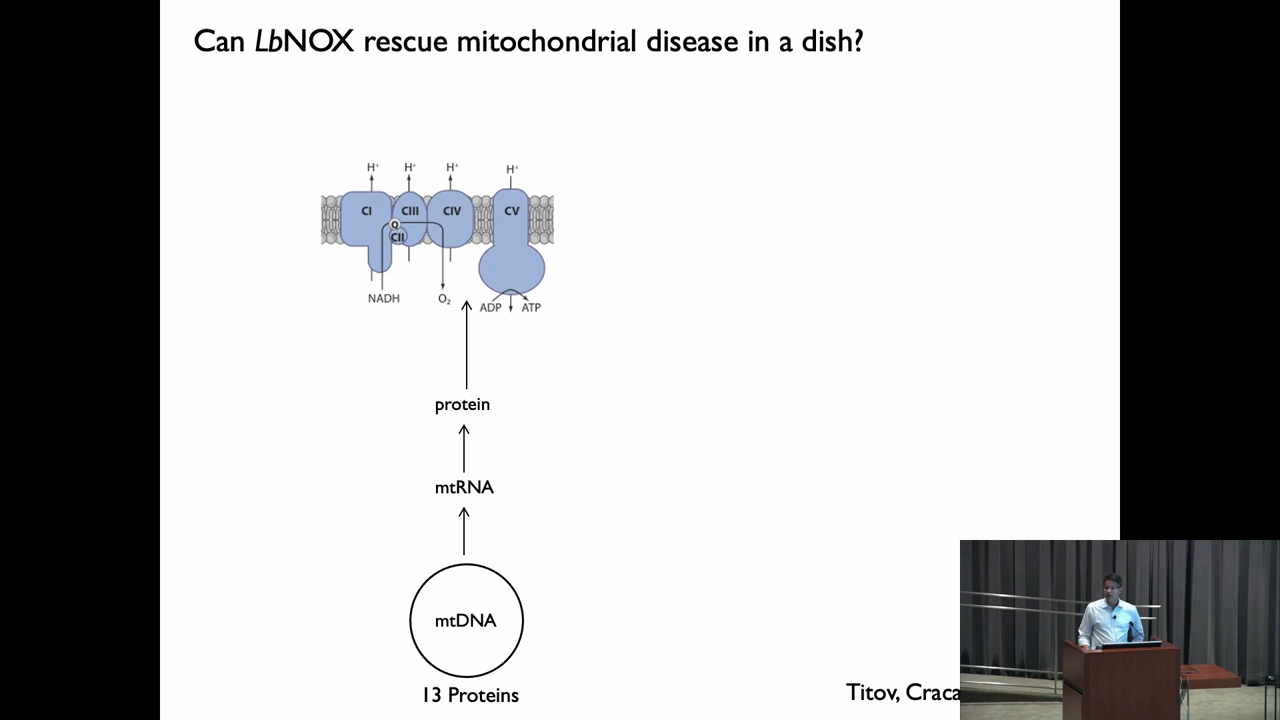 Can LbNOX rescue mitochondrial disease in a dish?
H⁺ H⁺ H⁺ H⁺
CI CIII CIV CV
Q
CII
NADH O₂ ADP ATP
protein
mtRNA
mtDNA
13 Proteins
Titov,